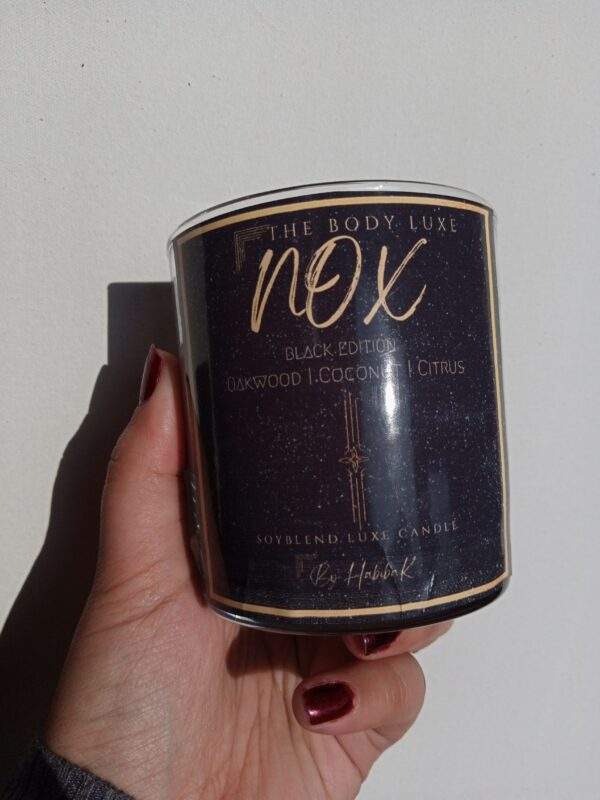 THE BODY LUXE
nOx
BLACK EDITION
OAKWOOD | COCONUT | CITRUS
SOYBLEND LUXE CANDLE
By HabibaK